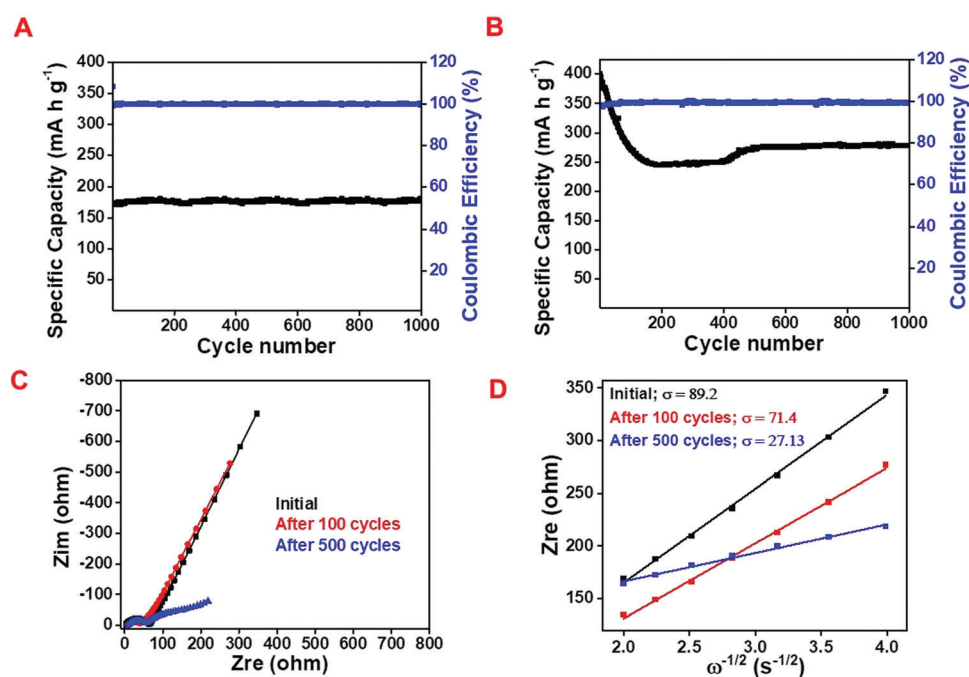 A
B
400
350
300
250
200
150
100
50
120
100
80
60
40
20
200 400 600 800 1000
Specific Capacity (mA h g⁻¹)
Coulombic Efficiency (%)
Cycle number
400
350
300
250
200
150
100
50
120
100
80
60
40
20
200 400 600 800 1000
Specific Capacity (mA h g⁻¹)
Coulombic Efficiency (%)
Cycle number
C
D
-800
-700
-600
-500
-400
-300
-200
-100
0
0 100 200 300 400 500 600 700 800
Zim (ohm)
Zre (ohm)
Initial
After 100 cycles
After 500 cycles
350
300
250
200
150
2.0 2.5 3.0 3.5 4.0
Zre (ohm)
ω⁻¹/² (s⁻¹/²)
Initial; σ = 89.2
After 100 cycles; σ = 71.4
After 500 cycles; σ = 27.13